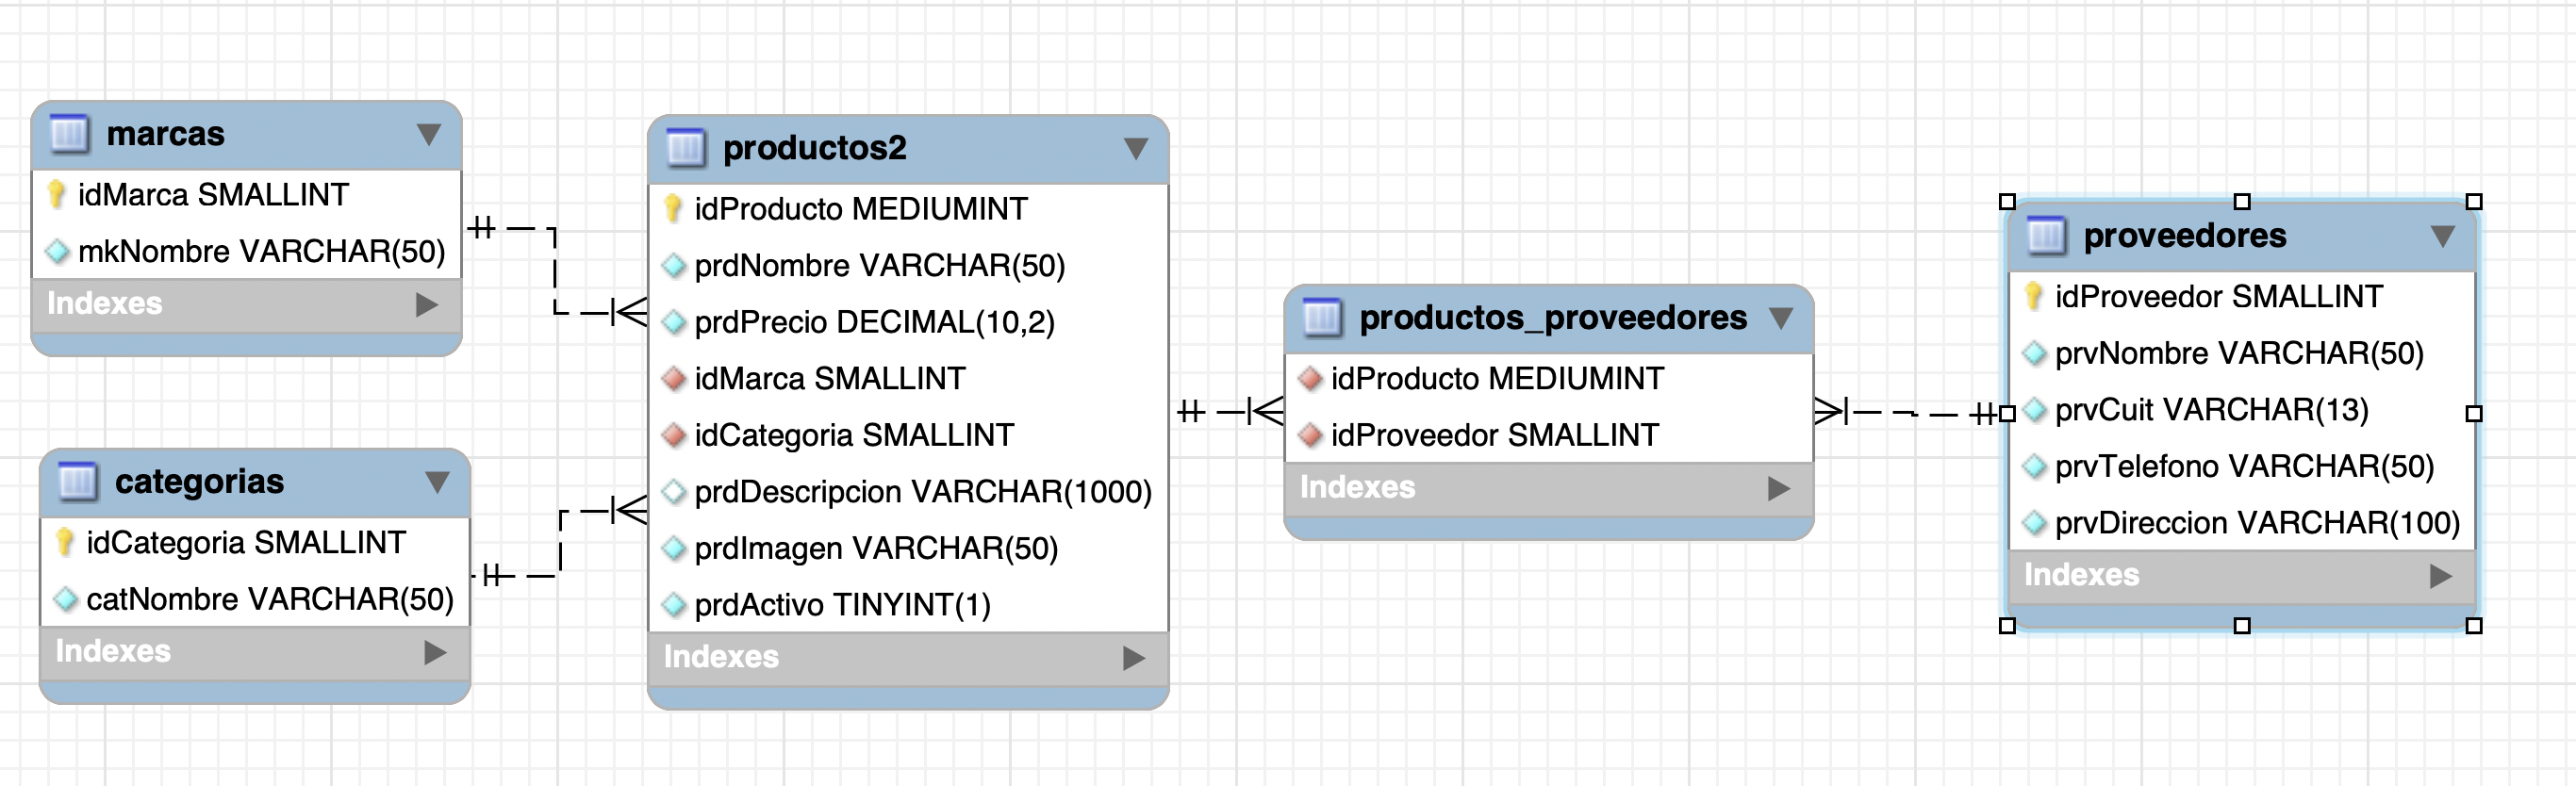 marcas
idMarca SMALLINT
mkNombre VARCHAR(50)
Indexes
categorias
idCategoria SMALLINT
catNombre VARCHAR(50)
Indexes
productos2
idProducto MEDIUMINT
prdNombre VARCHAR(50)
prdPrecio DECIMAL(10,2)
idMarca SMALLINT
idCategoria SMALLINT
prdDescripcion VARCHAR(1000)
prdImagen VARCHAR(50)
prdActivo TINYINT(1)
Indexes
productos_proveedores
idProducto MEDIUMINT
idProveedor SMALLINT
Indexes
proveedores
idProveedor SMALLINT
prvNombre VARCHAR(50)
prvCuit VARCHAR(13)
prvTelefono VARCHAR(50)
prvDireccion VARCHAR(100)
Indexes